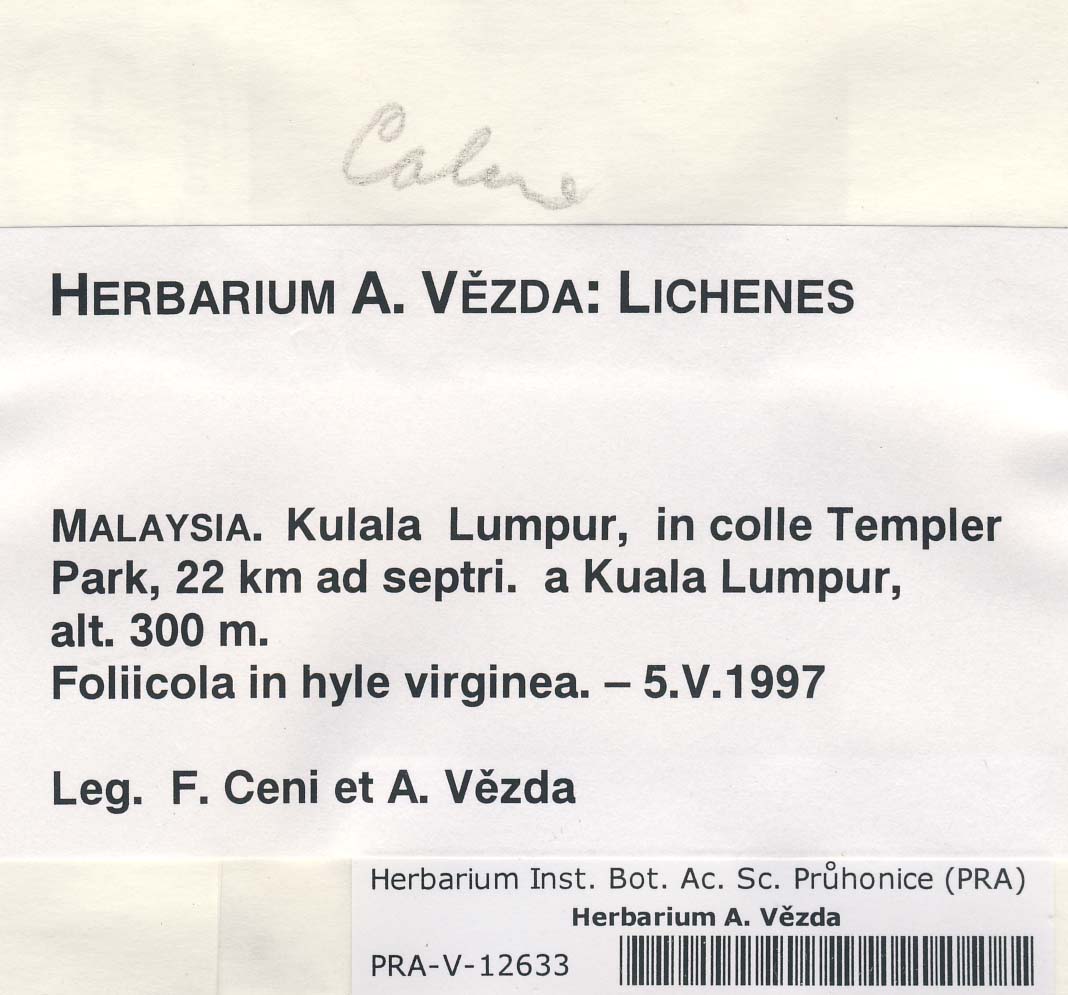 HERBARIUM A. VĚZDA: LICHENES
MALAYSIA. Kulala Lumpur, in colle Templer
Park, 22 km ad septri. a Kuala Lumpur,
alt. 300 m.
Foliicola in hyle virginea. – 5.V.1997
Leg. F. Ceni et A. Vězda
Herbarium Inst. Bot. Ac. Sc. Průhonice (PRA)
Herbarium A. Vězda
PRA-V-12633